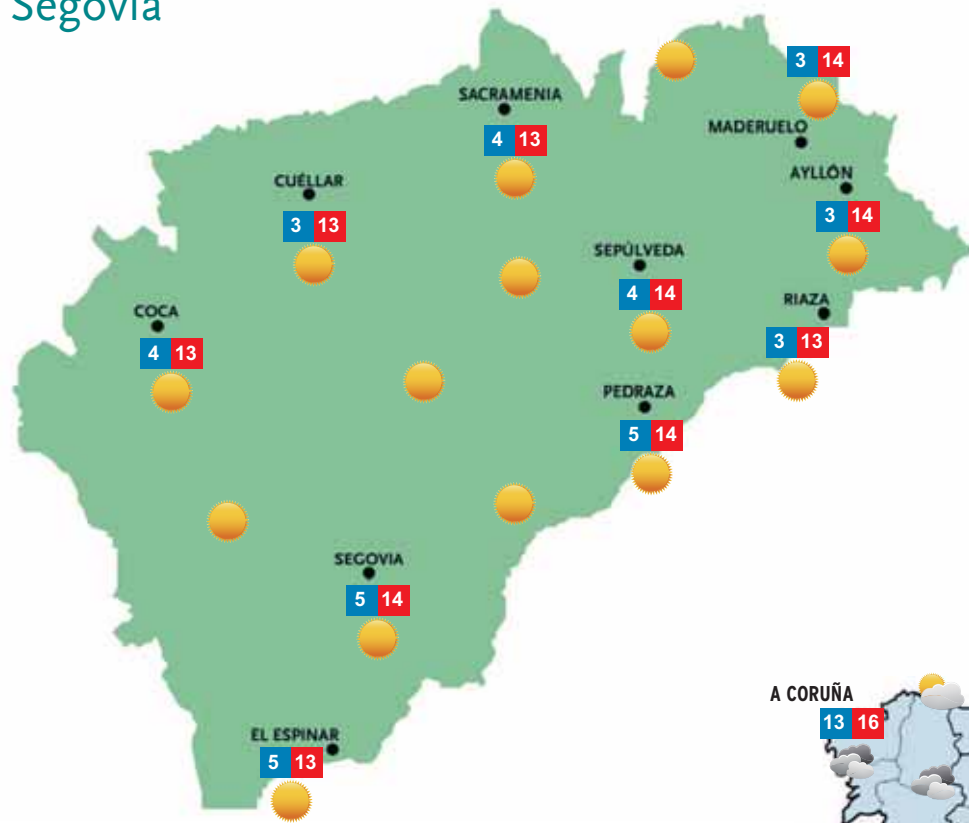 Segovia
3 14
SACRAMENIA
4 13
MADERUELO
AYLLÓN
3 14
CUÉLLAR
3 13
SEPÚLVEDA
4 14
RIAZA
3 13
COCA
4 13
PEDRAZA
5 14
SEGOVIA
5 14
EL ESPINAR
5 13
A CORUÑA
13 16